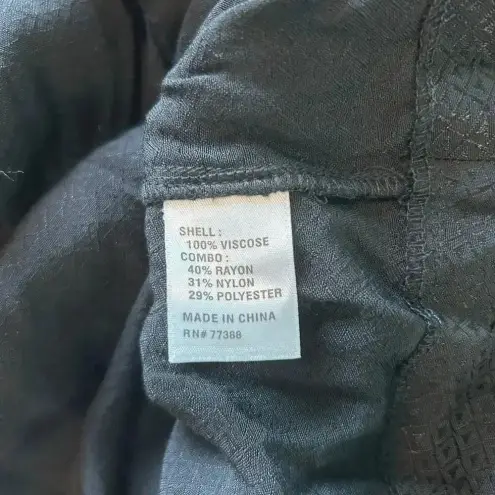 SHELL :
100% VISCOSE
COMBO :
40% RAYON
31% NYLON
29% POLYESTER
MADE IN CHINA
RN# 77388